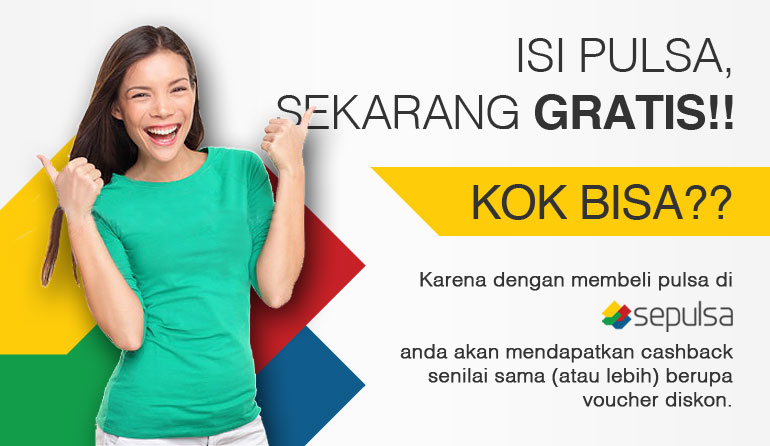 ISI PULSA,
SEKARANG GRATIS!!
KOK BISA??
Karena dengan membeli pulsa di
sepulsa
anda akan mendapatkan cashback
senilai sama (atau lebih) berupa
voucher diskon.